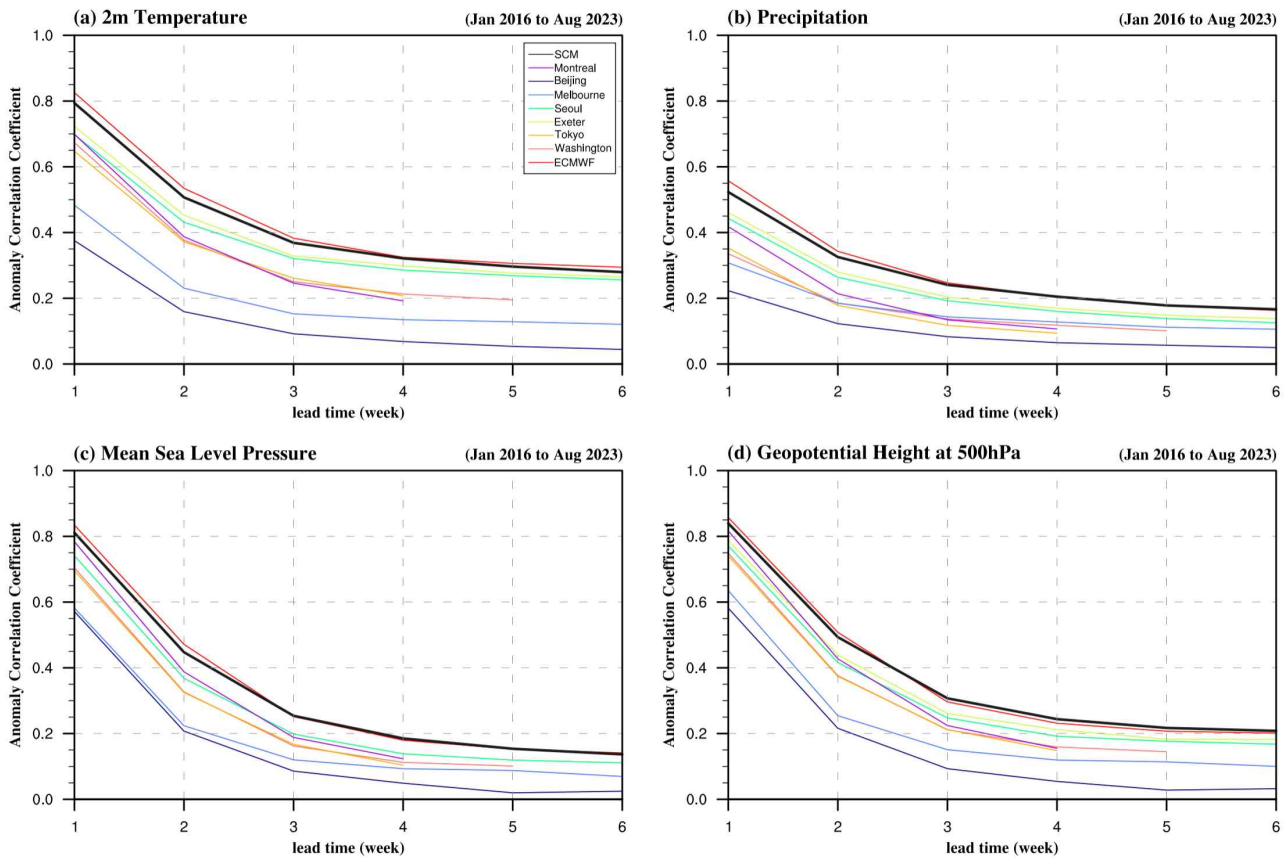 (a) 2m Temperature (Jan 2016 to Aug 2023)
1.0
0.8
0.6
0.4
0.2
0.0
Anomaly Correlation Coefficient
SCM
Montreal
Beijing
Melbourne
Seoul
Exeter
Tokyo
Washington
ECMWF
1 2 3 4 5 6
lead time (week)
(b) Precipitation (Jan 2016 to Aug 2023)
1.0
0.8
0.6
0.4
0.2
0.0
Anomaly Correlation Coefficient
1 2 3 4 5 6
lead time (week)
(c) Mean Sea Level Pressure (Jan 2016 to Aug 2023)
1.0
0.8
0.6
0.4
0.2
0.0
Anomaly Correlation Coefficient
1 2 3 4 5 6
lead time (week)
(d) Geopotential Height at 500hPa (Jan 2016 to Aug 2023)
1.0
0.8
0.6
0.4
0.2
0.0
Anomaly Correlation Coefficient
1 2 3 4 5 6
lead time (week)